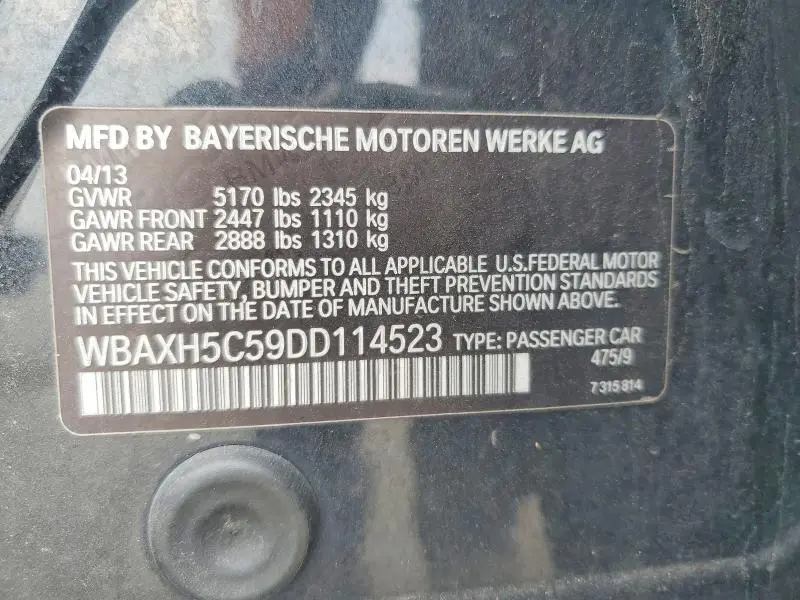 MFD BY BAYERISCHE MOTOREN WERKE AG
04/13
GVWR 5170 lbs 2345 kg
GAWR FRONT 2447 lbs 1110 kg
GAWR REAR 2888 lbs 1310 kg
THIS VEHICLE CONFORMS TO ALL APPLICABLE U.S.FEDERAL MOTOR
VEHICLE SAFETY, BUMPER AND THEFT PREVENTION STANDARDS
IN EFFECT ON THE DATE OF MANUFACTURE SHOWN ABOVE.
WBAXH5C59DD114523 TYPE: PASSENGER CAR
475/9
7 315 814